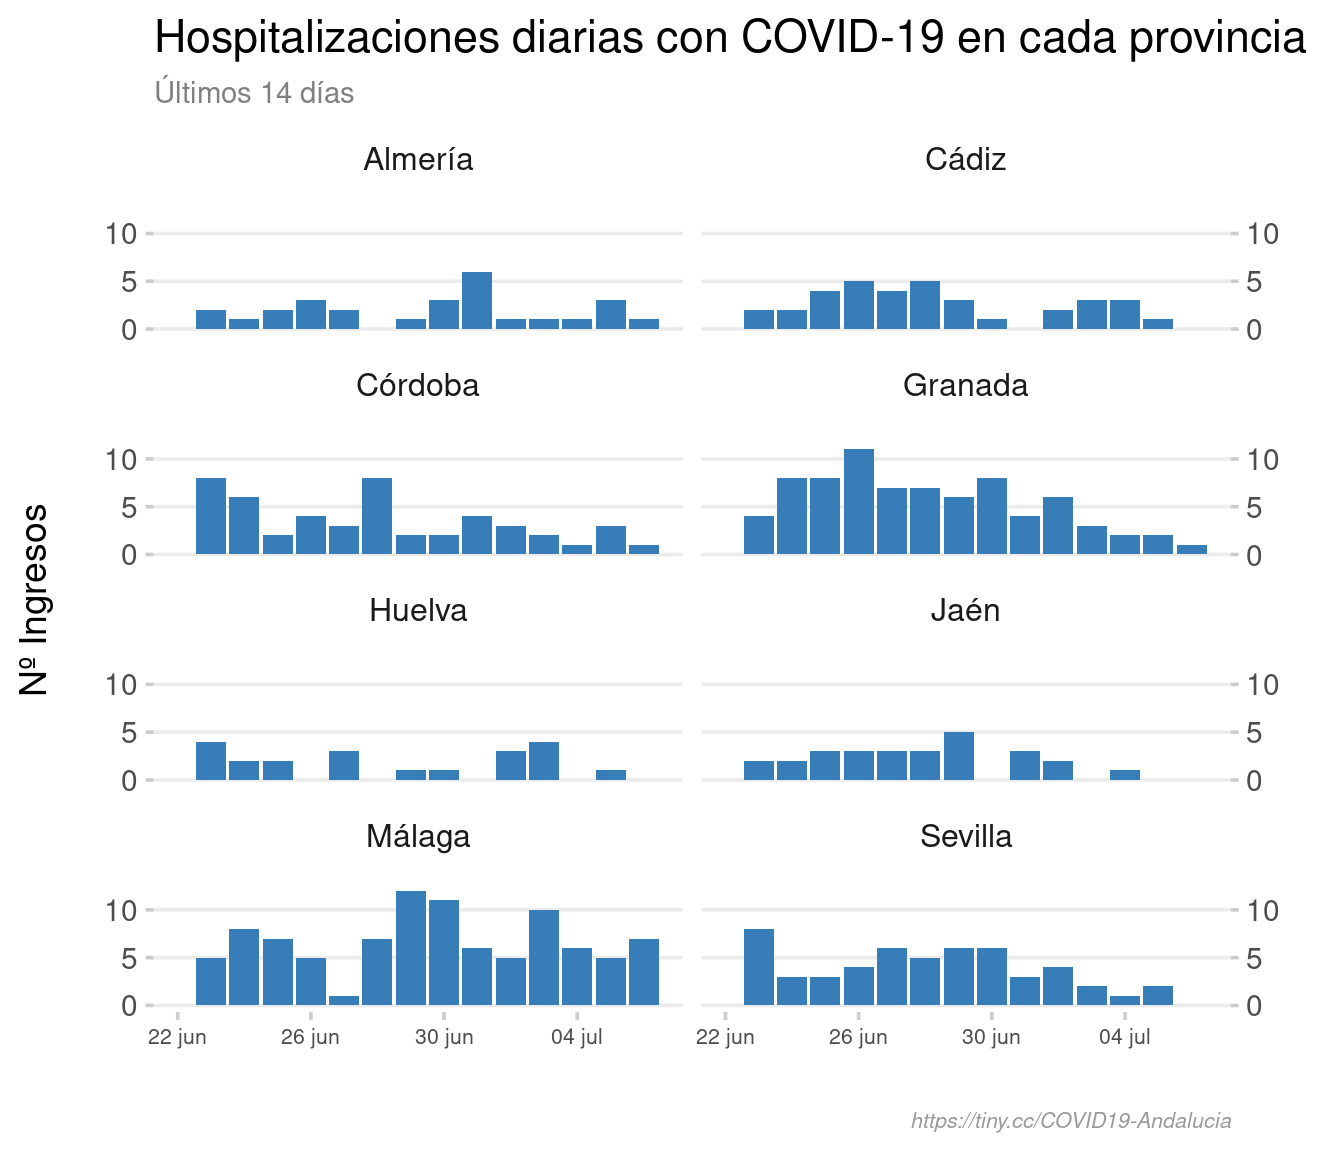 Hospitalizaciones diarias con COVID-19 en cada provincia
Últimos 14 días
Almería
Cádiz
10
5
0
10
5
0
Córdoba
Granada
10
5
0
10
5
0
Nº Ingresos
Huelva
Jaén
10
5
0
10
5
0
Málaga
Sevilla
10
5
0
10
5
0
22 jun 26 jun 30 jun 04 jul
22 jun 26 jun 30 jun 04 jul
https://tiny.cc/COVID19-Andalucia